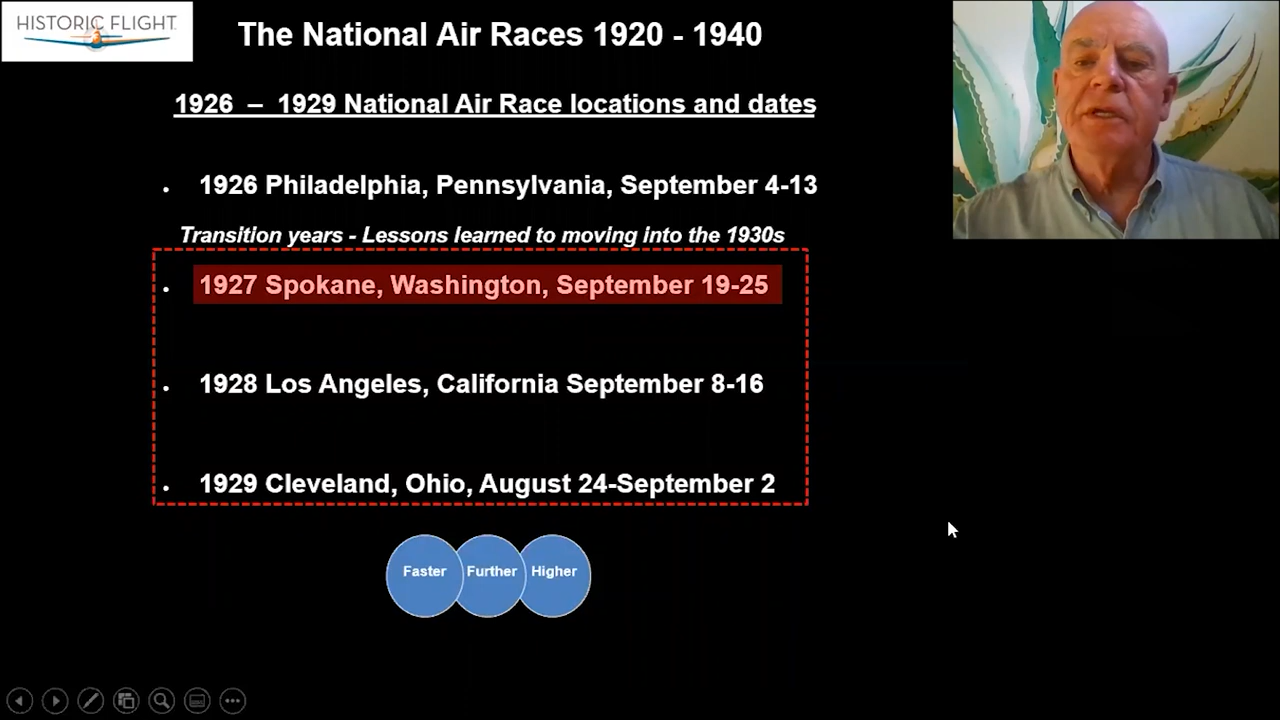 HISTORIC FLIGHT
The National Air Races 1920 - 1940
1926 – 1929 National Air Race locations and dates
• 1926 Philadelphia, Pennsylvania, September 4-13
Transition years - Lessons learned to moving into the 1930s
• 1927 Spokane, Washington, September 19-25
• 1928 Los Angeles, California September 8-16
• 1929 Cleveland, Ohio, August 24-September 2
Faster Further Higher